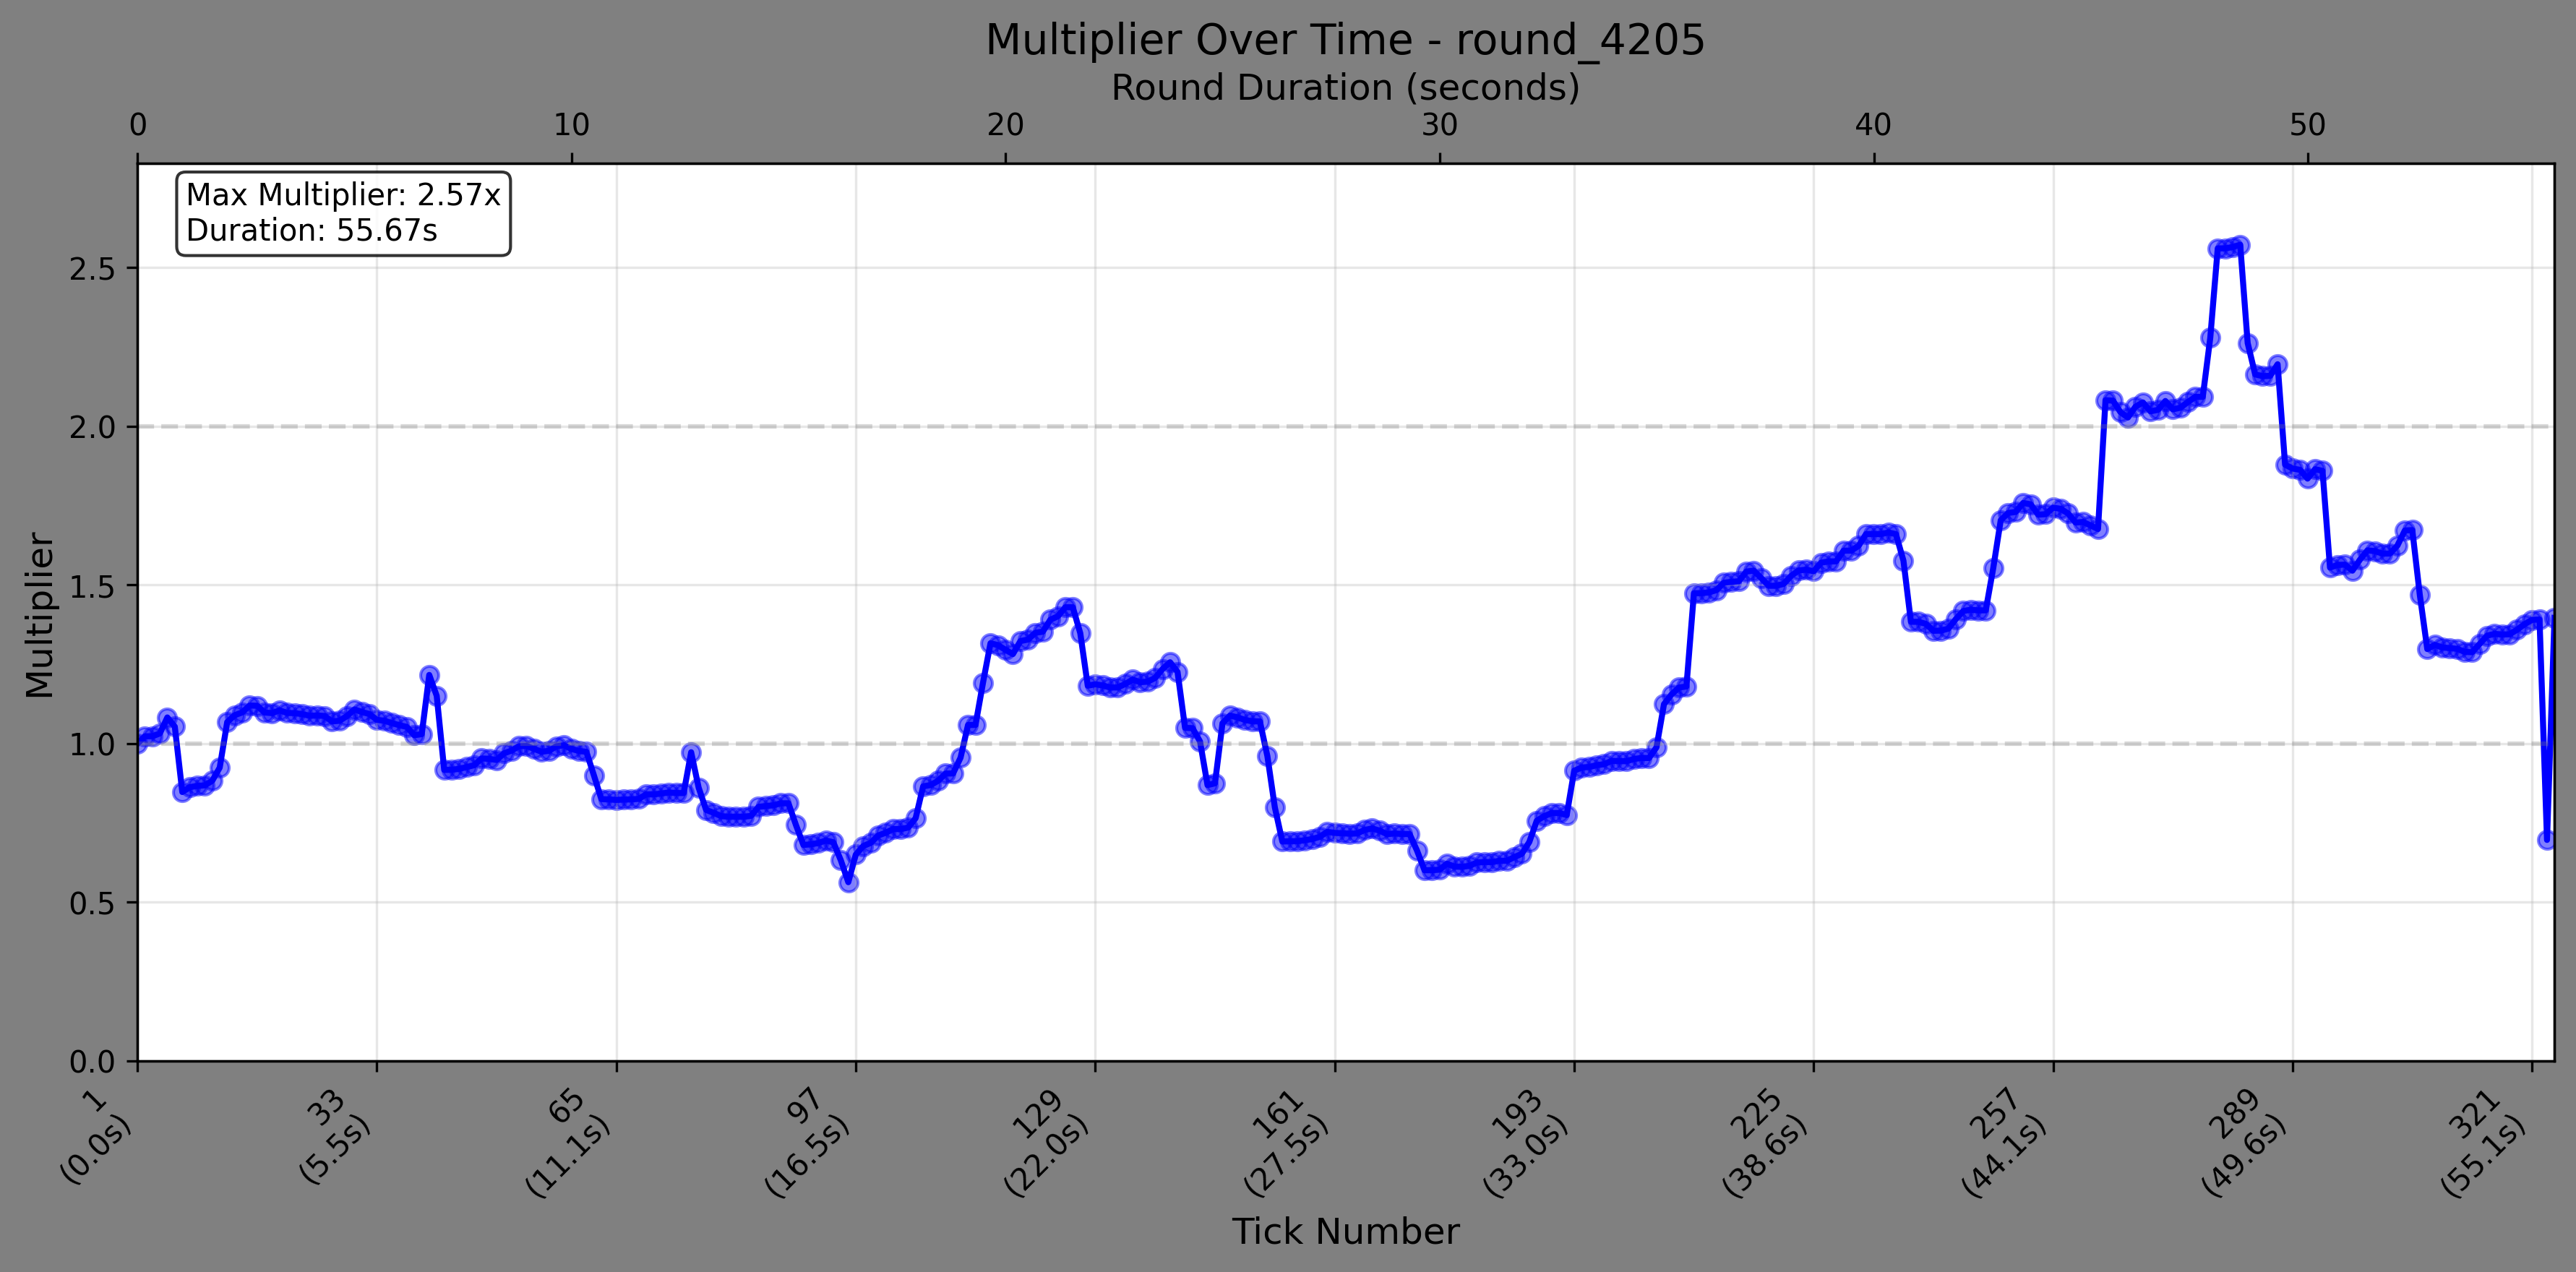 Multiplier Over Time - round_4205
Round Duration (seconds)
0 10 20 30 40 50
Max Multiplier: 2.57x
Duration: 55.67s
Multiplier
2.5
2.0
1.5
1.0
0.5
0.0
1
(0.0s)
33
(5.5s)
65
(11.1s)
97
(16.5s)
129
(22.0s)
161
(27.5s)
193
(33.0s)
225
(38.6s)
257
(44.1s)
289
(49.6s)
321
(55.1s)
Tick Number